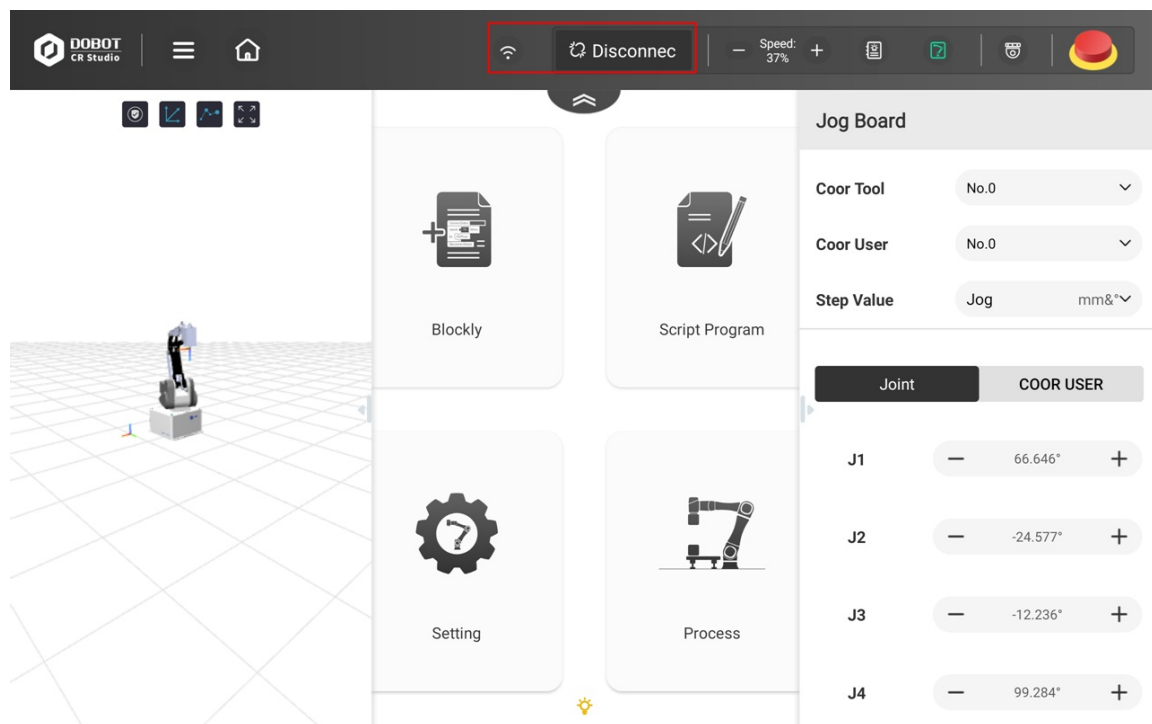 DOBOT
CR Studio
Disconnec
Speed:
37%
Jog Board
Coor Tool No.0
Coor User No.0
Step Value Jog mm&°
Blockly
Script Program
Joint COOR USER
J1 66.646°
J2 -24.577°
J3 -12.236°
Setting
Process
J4 99.284°